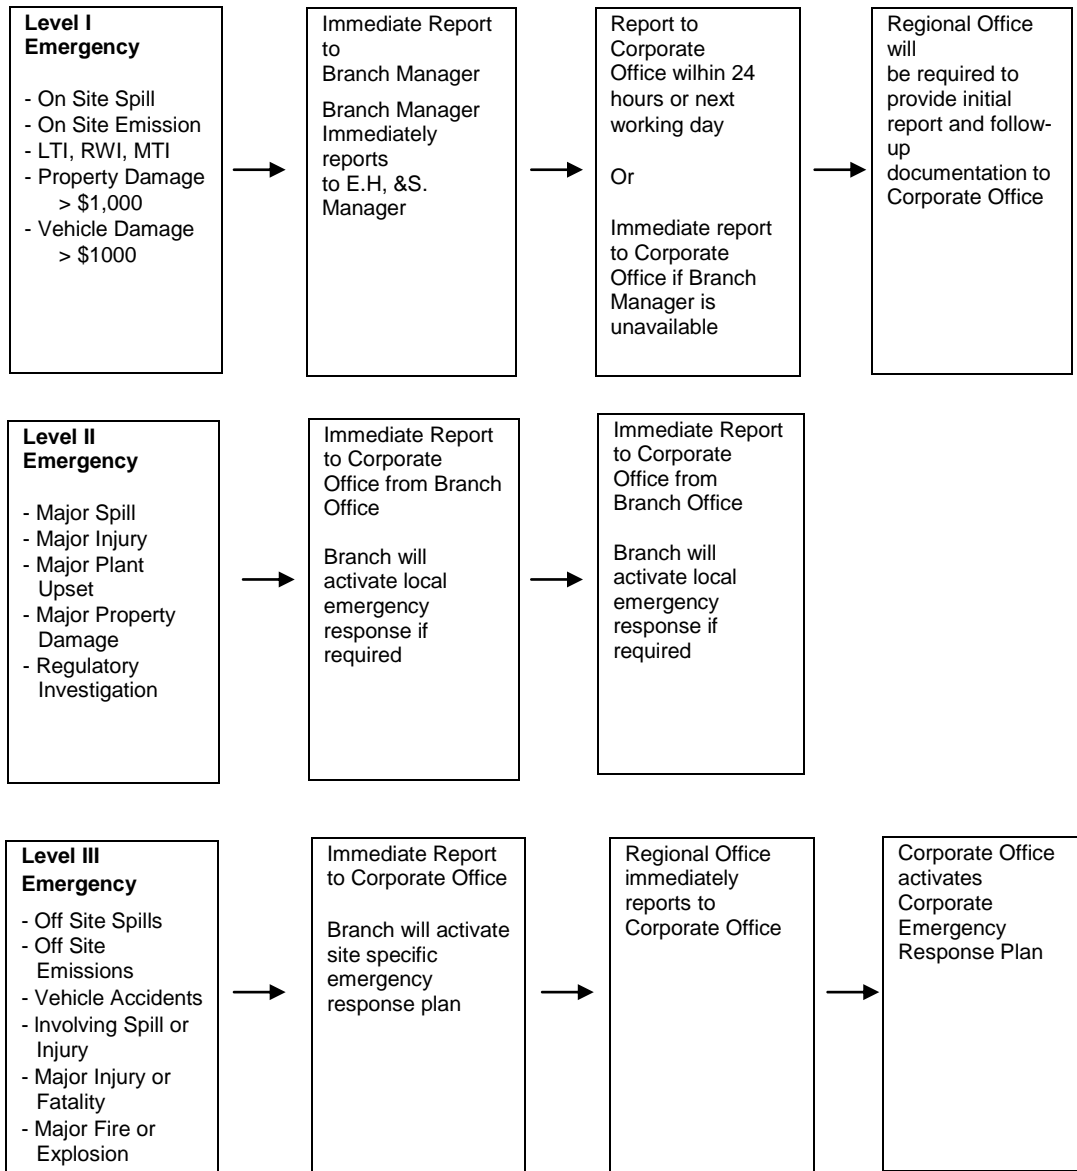 Level I
Emergency
- On Site Spill
- On Site Emission
- LTI, RWI, MTI
- Property Damage
> $1,000
- Vehicle Damage
> $1000
Immediate Report
to
Branch Manager
Branch Manager
Immediately
reports
to E.H, &S.
Manager
Report to
Corporate
Office wilhin 24
hours or next
working day
Or
Immediate report
to Corporate
Office if Branch
Manager is
unavailable
Regional Office
will
be required to
provide initial
report and follow-
up
documentation to
Corporate Office
Level II
Emergency
- Major Spill
- Major Injury
- Major Plant
Upset
- Major Property
Damage
- Regulatory
Investigation
Immediate Report
to Corporate
Office from Branch
Office
Branch will
activate local
emergency
response if
required
Immediate Report
to Corporate
Office from
Branch Office
Branch will
activate local
emergency
response if
required
Level III
Emergency
- Off Site Spills
- Off Site
Emissions
- Vehicle Accidents
- Involving Spill or
Injury
- Major Injury or
Fatality
- Major Fire or
Explosion
Immediate Report
to Corporate Office
Branch will activate
site specific
emergency
response plan
Regional Office
immediately
reports to
Corporate Office
Corporate Office
activates
Corporate
Emergency
Response Plan